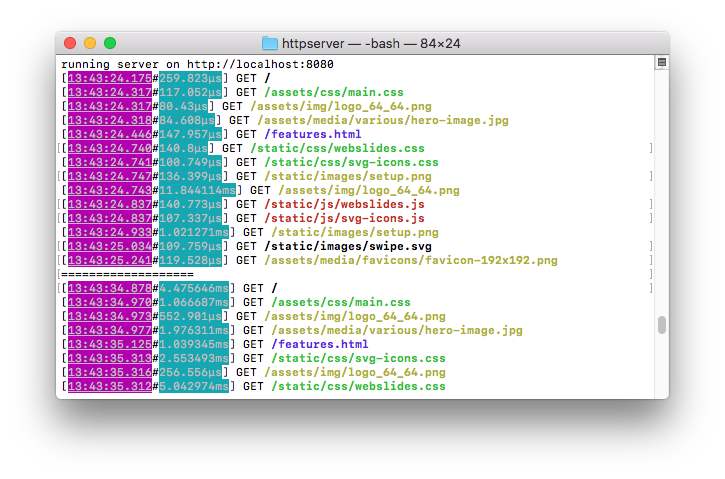 httpserver — -bash — 84×24
running server on http://localhost:8080
[13:43:24.175#259.823µs] GET /
[13:43:24.317#117.052µs] GET /assets/css/main.css
[13:43:24.317#80.43µs] GET /assets/img/logo_64_64.png
[13:43:24.318#84.608µs] GET /assets/media/various/hero-image.jpg
[13:43:24.446#147.957µs] GET /features.html
[13:43:24.740#140.8µs] GET /static/css/webslides.css
[13:43:24.741#100.749µs] GET /static/css/svg-icons.css
[13:43:24.747#136.399µs] GET /static/images/setup.png
[13:43:24.743#11.844114ms] GET /assets/img/logo_64_64.png
[13:43:24.837#140.773µs] GET /static/js/webslides.js
[13:43:24.837#107.337µs] GET /static/js/svg-icons.js
[13:43:24.933#1.021271ms] GET /static/images/setup.png
[13:43:25.034#109.759µs] GET /static/images/swipe.svg
[13:43:25.241#119.528µs] GET /assets/media/favicons/favicon-192x192.png
===================
[13:43:34.878#4.475646ms] GET /
[13:43:34.970#1.066687ms] GET /assets/css/main.css
[13:43:34.973#552.901µs] GET /assets/img/logo_64_64.png
[13:43:34.977#1.976311ms] GET /assets/media/various/hero-image.jpg
[13:43:35.125#1.039345ms] GET /features.html
[13:43:35.313#2.553493ms] GET /static/css/svg-icons.css
[13:43:35.316#256.556µs] GET /assets/img/logo_64_64.png
[13:43:35.312#5.042974ms] GET /static/css/webslides.css